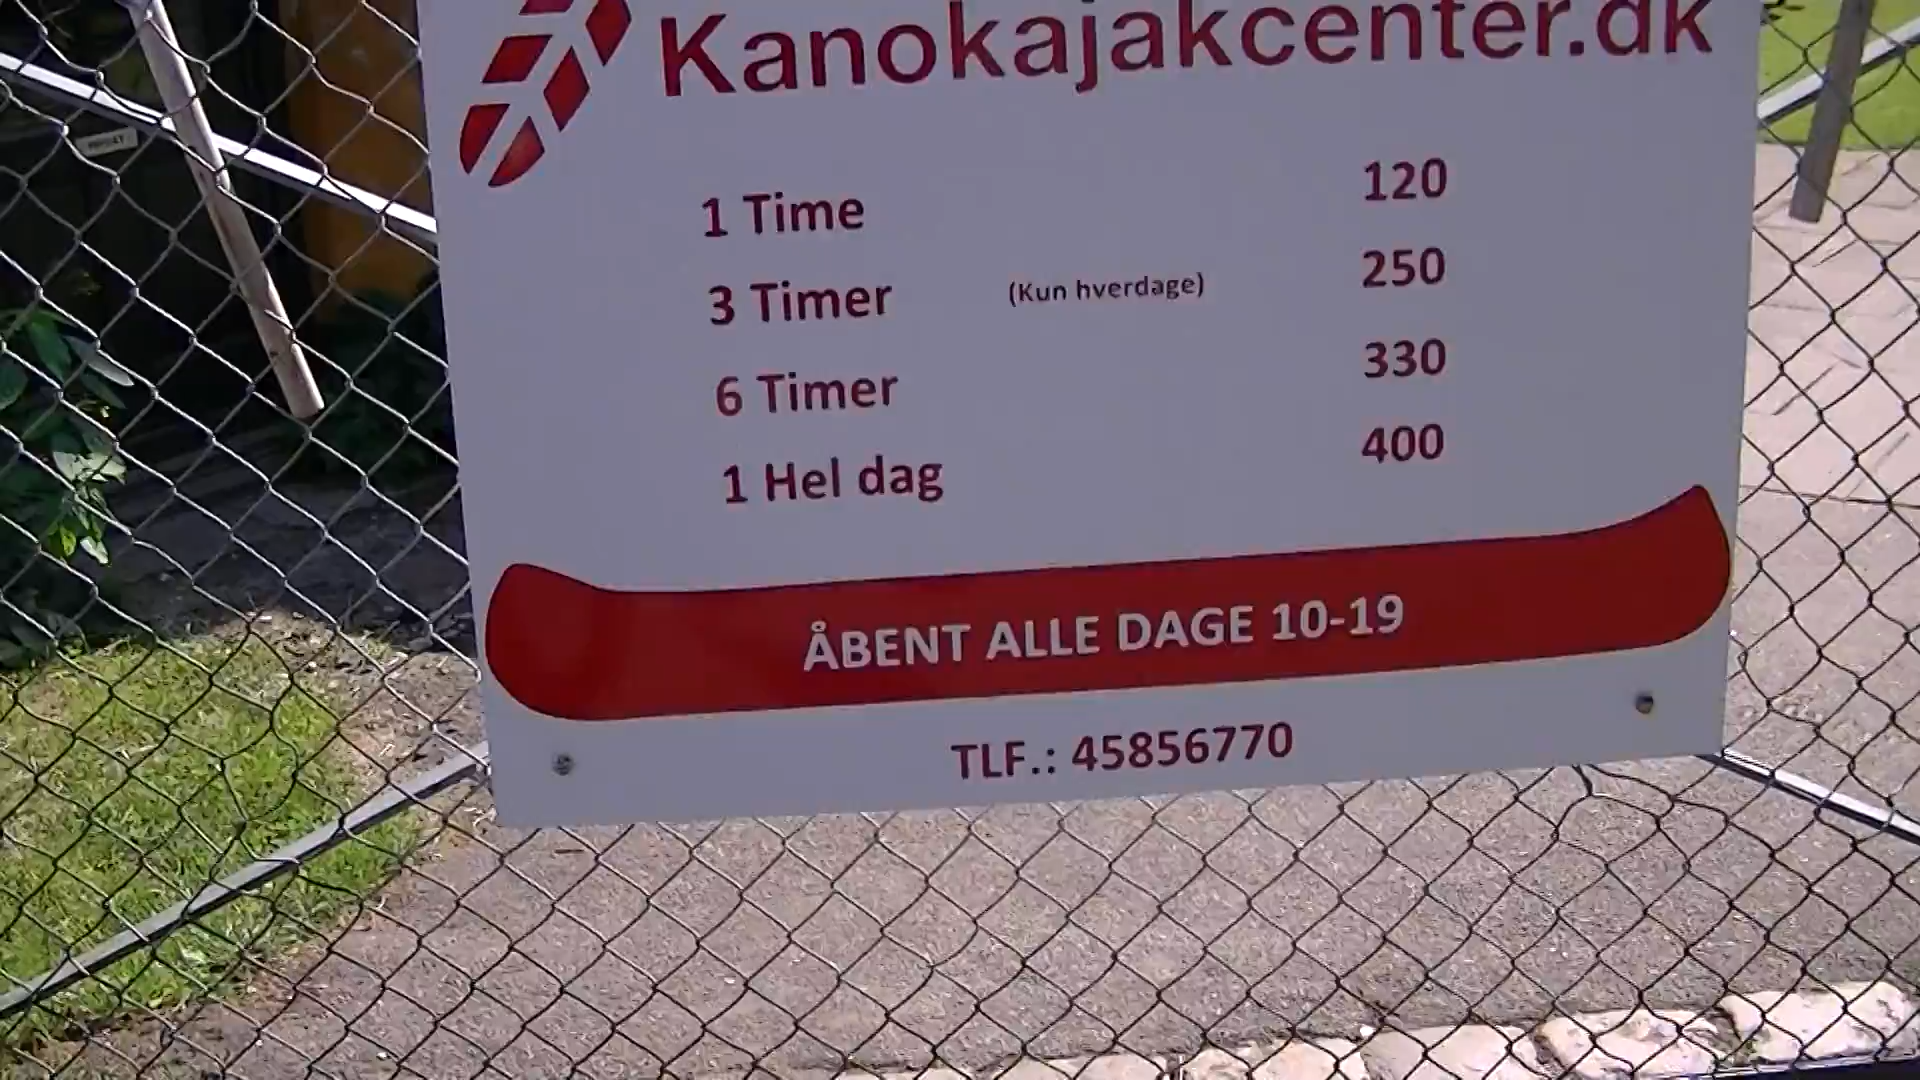 Kanokajakcenter.dk
1 Time 120
3 Timer (Kun hverdage) 250
6 Timer 330
1 Hel dag 400
ÅBENT ALLE DAGE 10-19
TLF.: 45856770